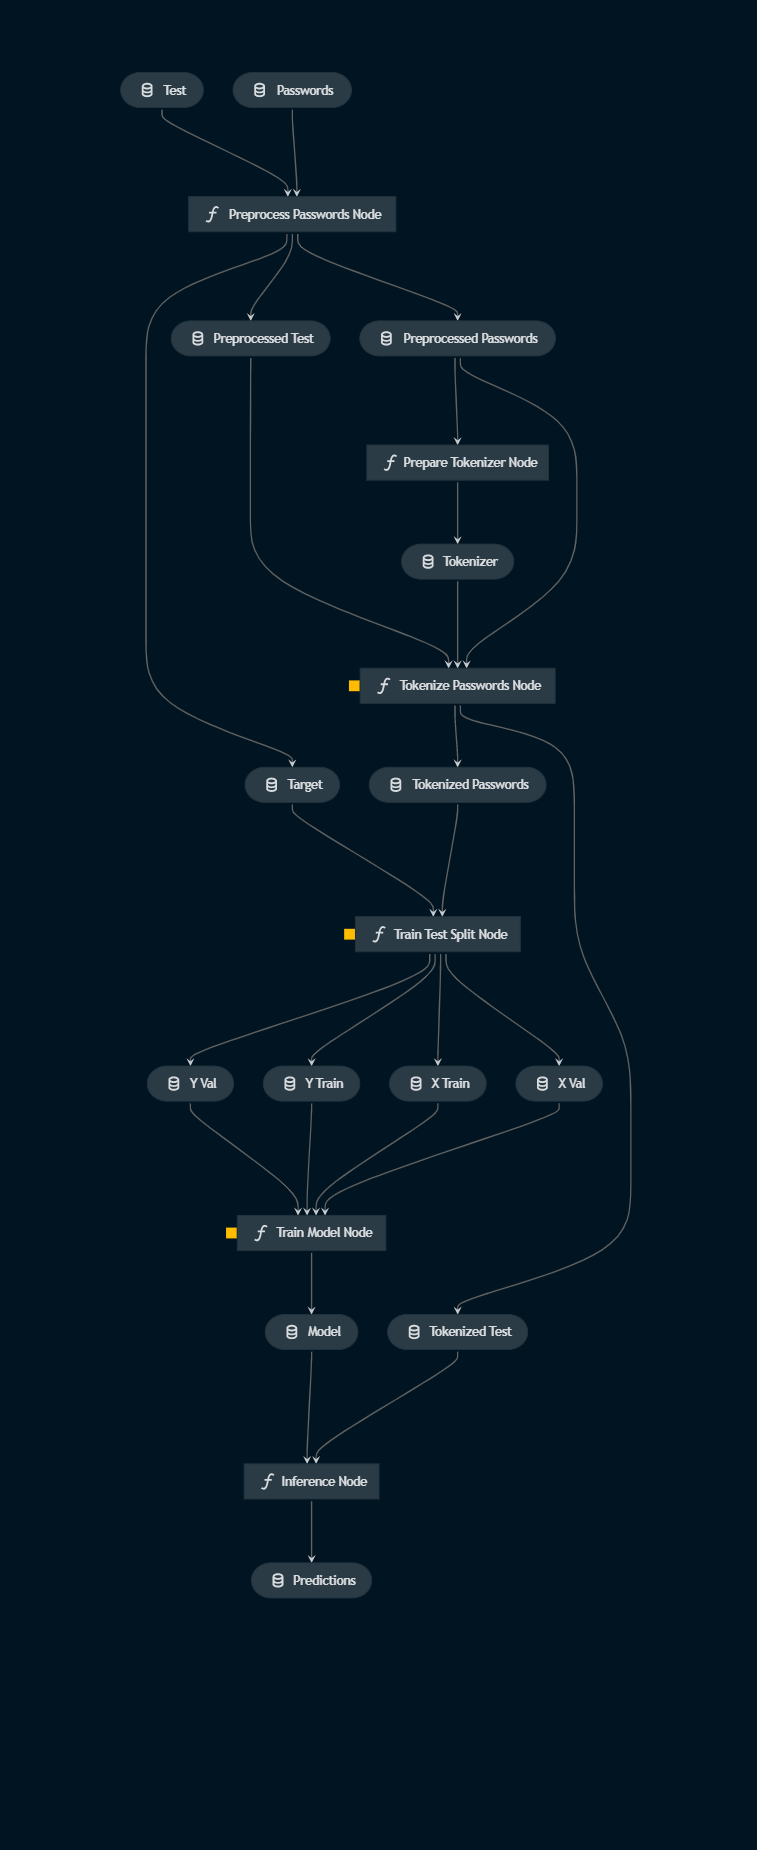 Test
Passwords
Preprocess Passwords Node
Preprocessed Test
Preprocessed Passwords
Prepare Tokenizer Node
Tokenizer
Tokenize Passwords Node
Target
Tokenized Passwords
Train Test Split Node
Y Val
Y Train
X Train
X Val
Train Model Node
Model
Tokenized Test
Inference Node
Predictions